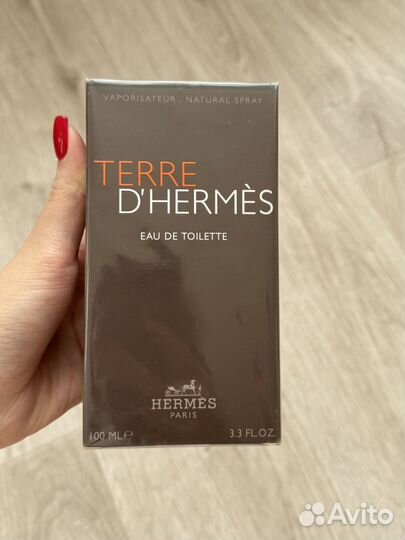 VAPORISATEUR . NATURAL SPRAY
TERRE
D'HERMÈS
EAU DE TOILETTE
HERMÈS
PARIS
100 ML ℮ 3.3 FL.OZ.
Avito